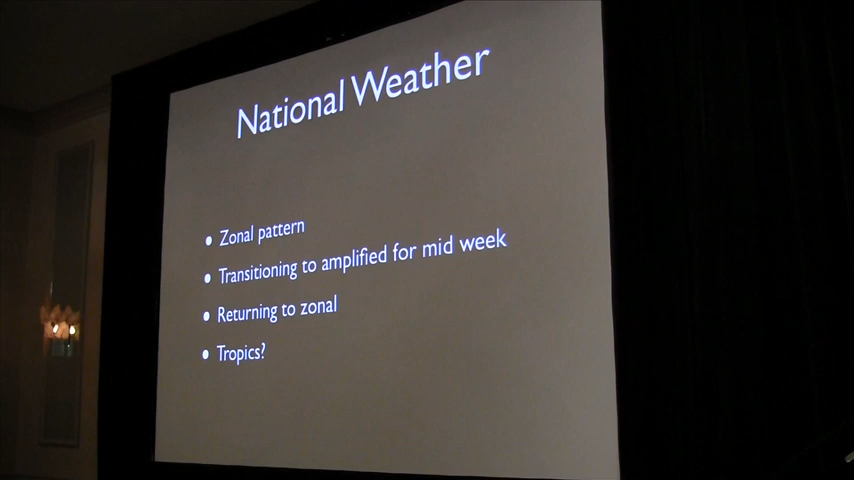 National Weather
• Zonal pattern
• Transitioning to amplified for mid week
• Returning to zonal
• Tropics?